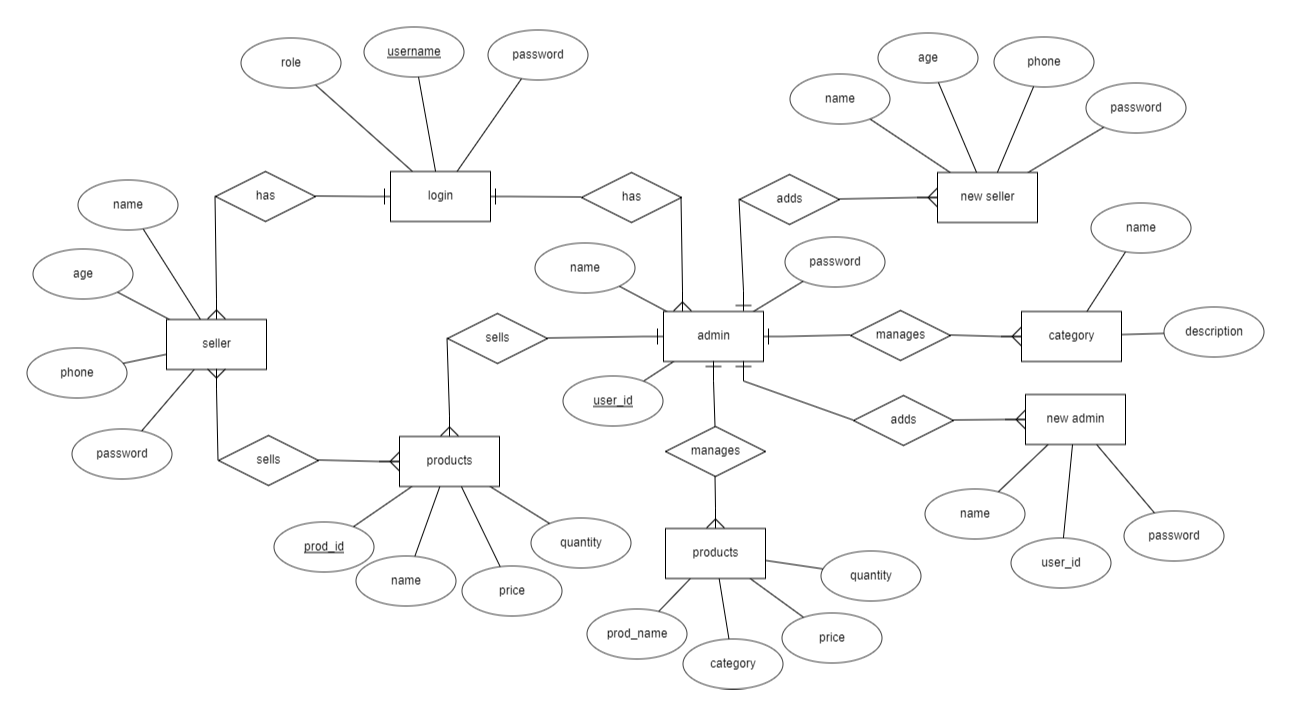 role
username
password
age
phone
name
password
has
login
has
adds
new seller
name
name
password
name
age
description
seller
sells
admin
manages
category
phone
user_id
adds
new admin
password
sells
products
manages
name
password
prod_id
quantity
products
user_id
name
price
quantity
prod_name
category
price